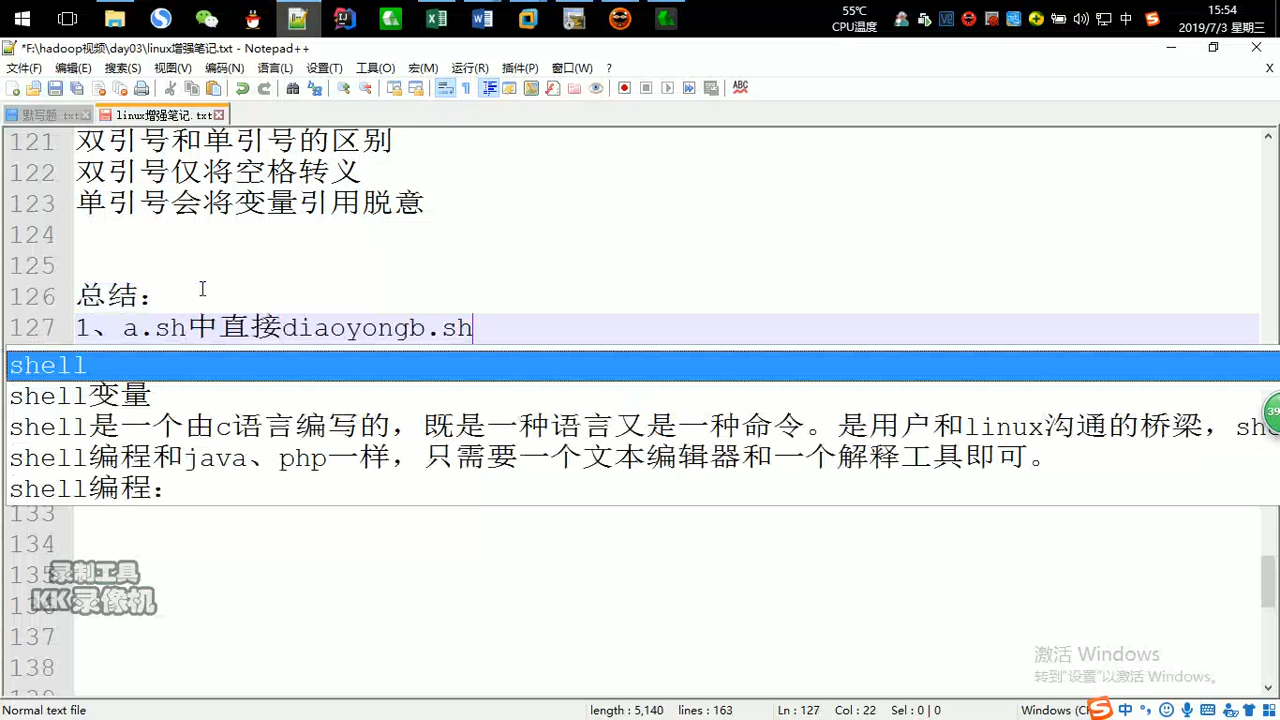 55℃
CPU温度
中
15:54
2019/7/3 星期三
*F:\hadoop视频\day03\linux增强笔记.txt - Notepad++
文件(F) 编辑(E) 搜索(S) 视图(V) 编码(N) 语言(L) 设置(T) 工具(O) 宏(M) 运行(R) 插件(P) 窗口(W) ? X
ABC
默写题.txt linux增强笔记.txt
121 双引号和单引号的区别
122 双引号仅将空格转义
123 单引号会将变量引用脱意
124
125
126 总结：
127 1、a.sh中直接diaoyongb.sh
shell
shell变量
shell是一个由c语言编写的，既是一种语言又是一种命令。是用户和linux沟通的桥梁，sh
39
shell编程和java、php一样，只需要一个文本编辑器和一个解释工具即可。
shell编程：
133
134
135
录制工具
KK录像机
137
138
激活 Windows
转到"设置"以激活 Windows。
Normal text file length : 5,140 lines : 163 Ln : 127 Col : 22 Sel : 0 | 0 Windows (C
中